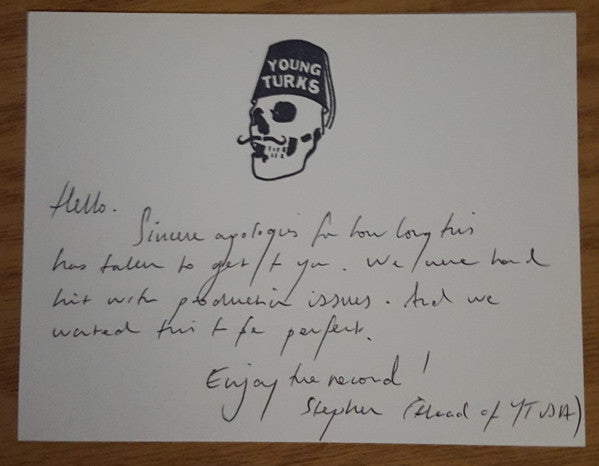 YOUNG
TURKS
Hello.
Sincere apologies for how long this
has taken to get to you. We were hard
hit with production issues. And we
wanted this to be perfect.
Enjoy the record!
Stephen (Head of YT USA)